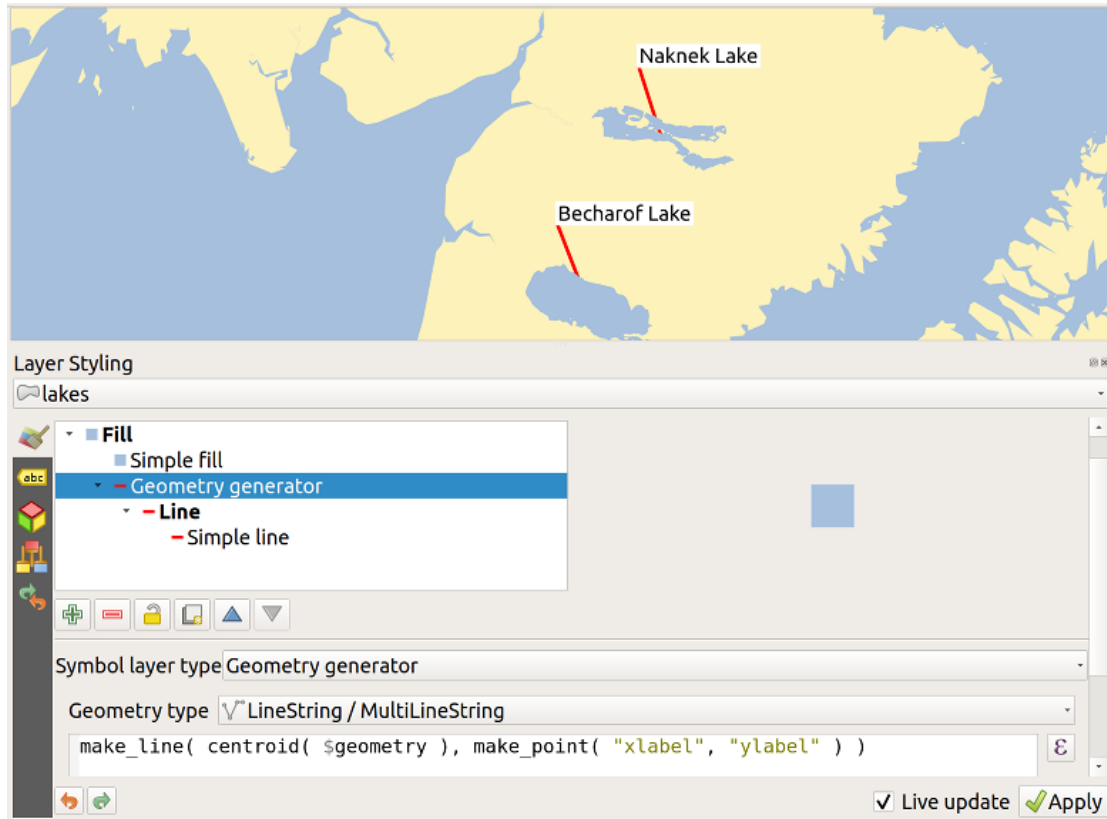 Naknek Lake
Becharof Lake
Layer Styling
lakes
Fill
Simple fill
abc
Geometry generator
Line
Simple line
Symbol layer type Geometry generator
Geometry type LineString / MultiLineString
make_line( centroid( $geometry ), make_point( "xlabel", "ylabel" ) )
ε
Live update Apply